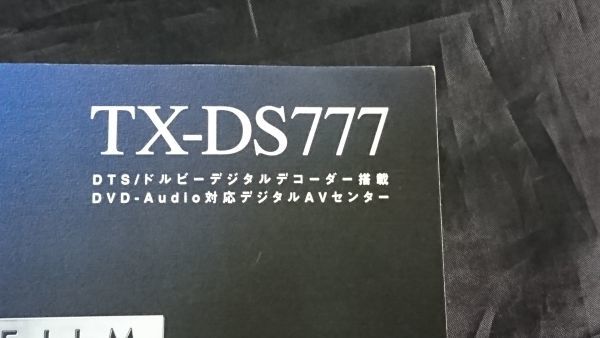 TX-DS777
DTS/ドルビーデジタルデコーダー搭載
DVD-Audio対応デジタルAVセンター
FILM